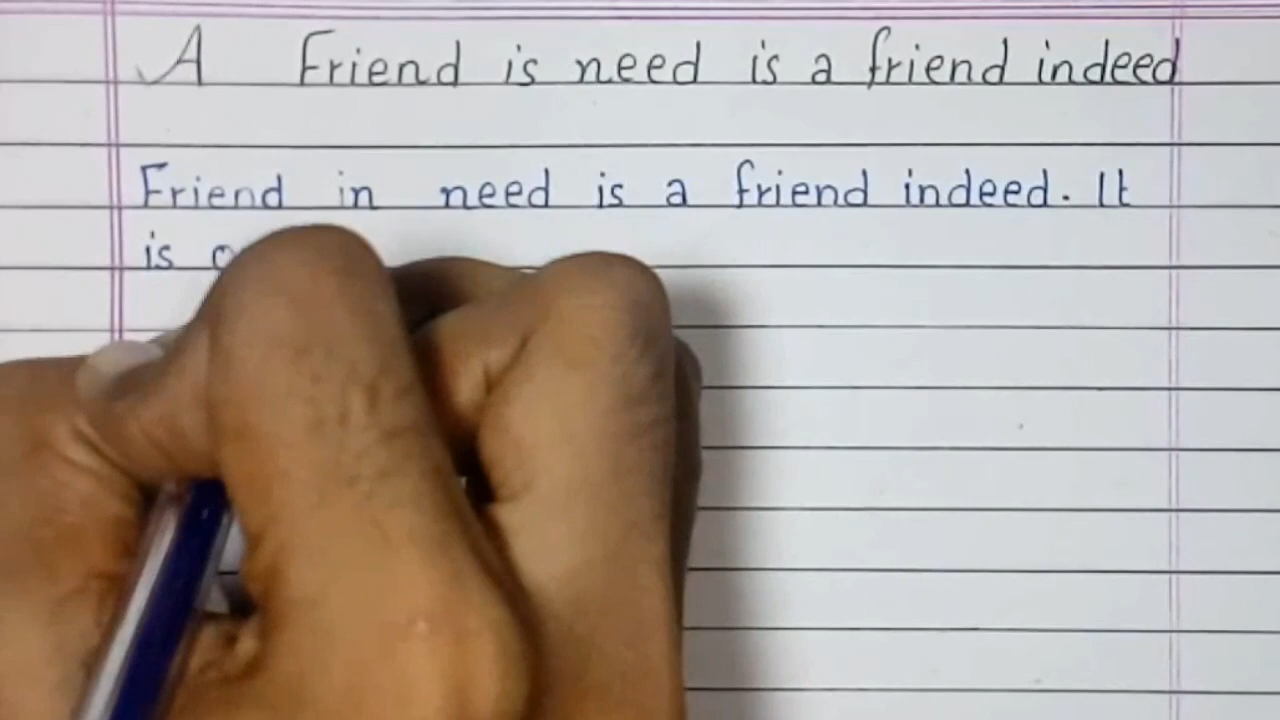 A Friend is need is a friend indeed
Friend in need is a friend indeed. It
is